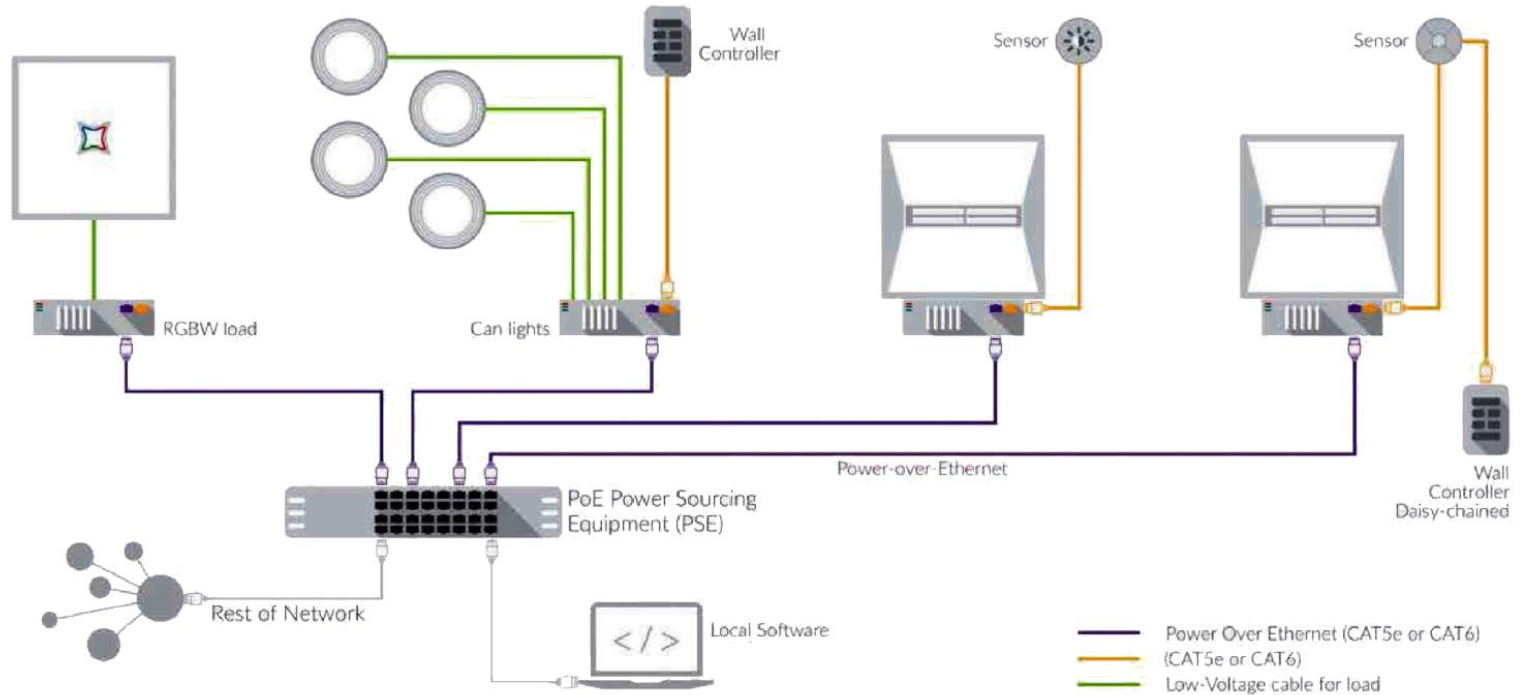 Wall
Controller
Sensor
Sensor
RGBW load
Can lights
Power-over-Ethernet
PoE Power Sourcing
Equipment (PSE)
Wall
Controller
Daisy-chained
Rest of Network
</>
Local Software
Power Over Ethernet (CAT5e or CAT6)
(CAT5e or CAT6)
Low-Voltage cable for load